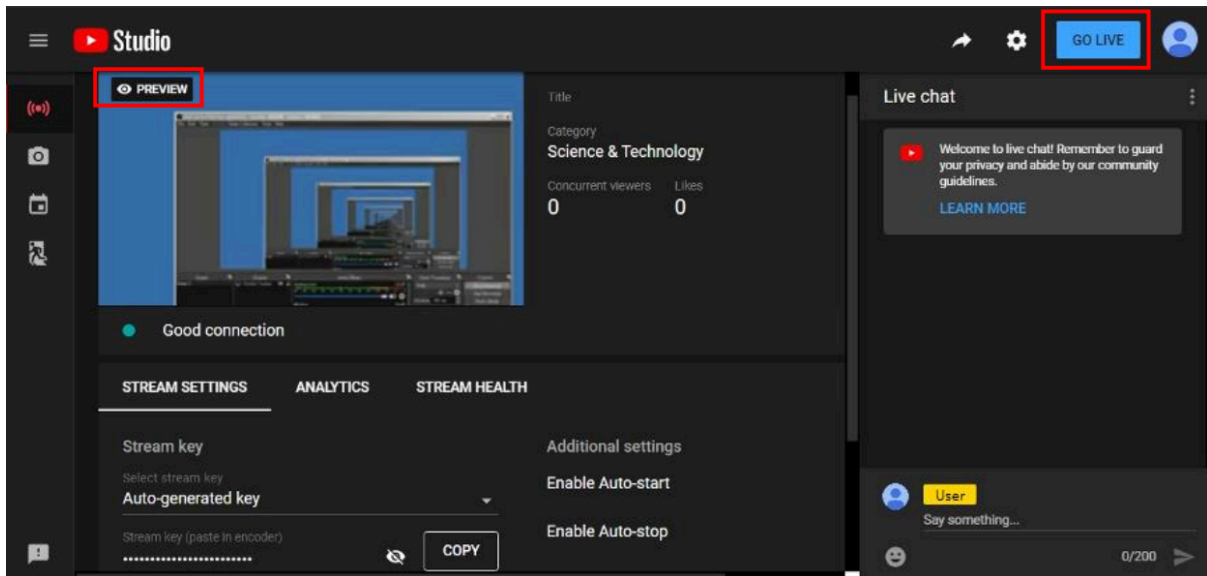 Studio
GO LIVE
PREVIEW
Title
Category
Science & Technology
Concurrent viewers Likes
0 0
Good connection
STREAM SETTINGS ANALYTICS STREAM HEALTH
Stream key
Select stream key
Auto-generated key
Stream key (paste in encoder)
••••••••••••••••••••••••
COPY
Additional settings
Enable Auto-start
Enable Auto-stop
Live chat
Welcome to live chat! Remember to guard
your privacy and abide by our community
guidelines.
LEARN MORE
User
Say something...
0/200